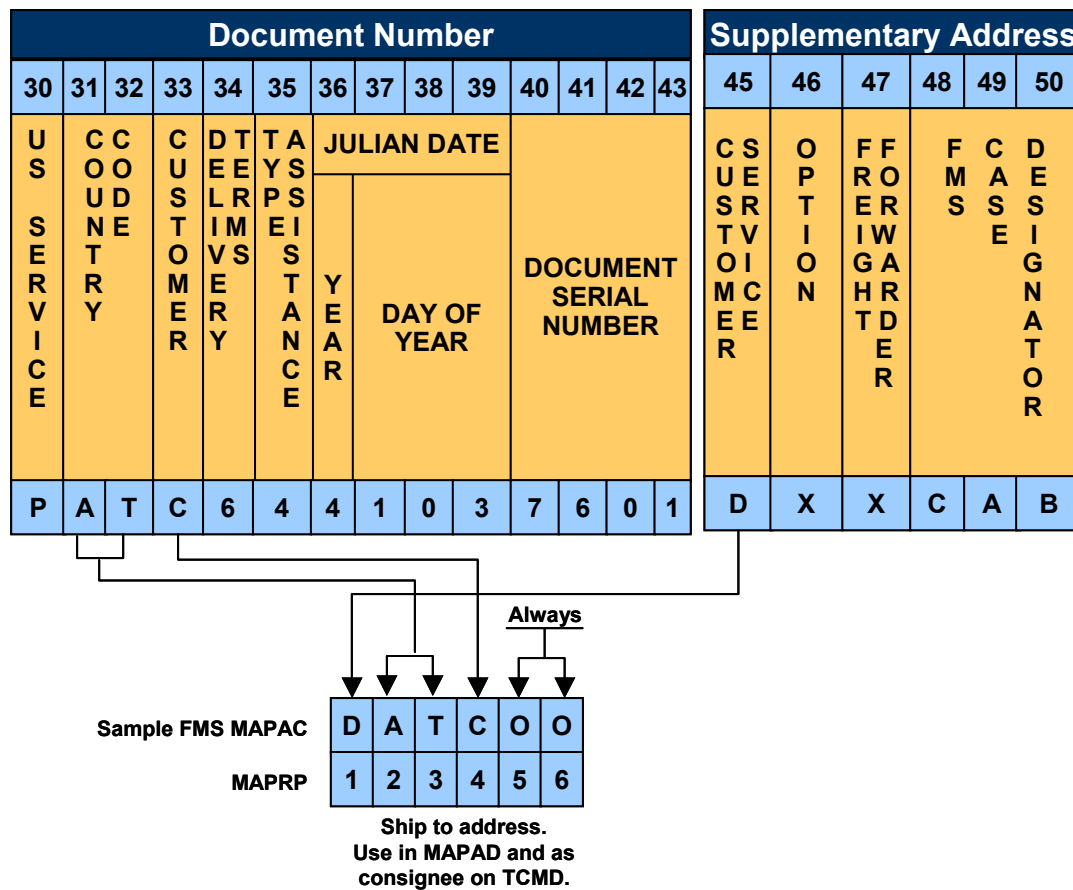 Document Number
Supplementary Address
30 31 32 33 34 35 36 37 38 39 40 41 42 43
45 46 47 48 49 50
US SERVICE
COUNTRY CODE
CUSTOMER
DELIVERY TERMS
TYPE ASSISTANCE
JULIAN DATE
YEAR
DAY OF
YEAR
DOCUMENT
SERIAL
NUMBER
CUSTOMER SERVICE
OPTION
FREIGHT FORWARDER
FMS
CASE
DESIGNATOR
P A T C 6 4 4 1 0 3 7 6 0 1
D X X C A B
Always
Sample FMS MAPAC D A T C O O
MAPRP 1 2 3 4 5 6
Ship to address.
Use in MAPAD and as
consignee on TCMD.